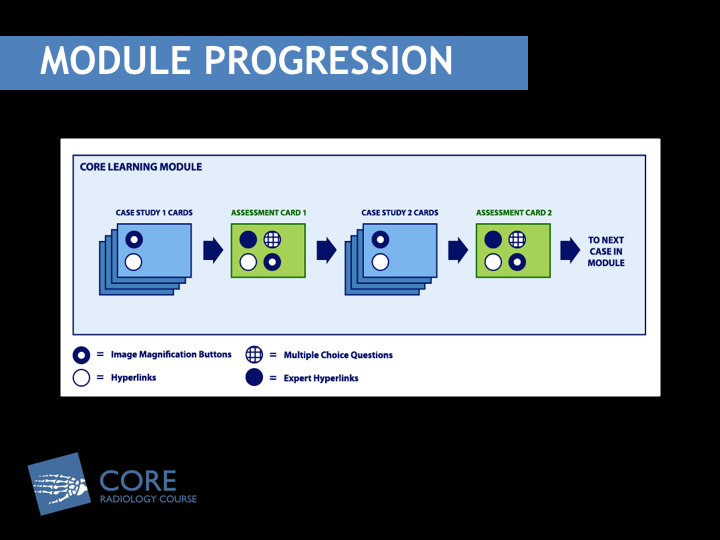 MODULE PROGRESSION
CORE LEARNING MODULE
CASE STUDY 1 CARDS
ASSESSMENT CARD 1
CASE STUDY 2 CARDS
ASSESSMENT CARD 2
TO NEXT
CASE IN
MODULE
= Image Magnification Buttons
= Multiple Choice Questions
= Hyperlinks
= Expert Hyperlinks
CORE
RADIOLOGY COURSE